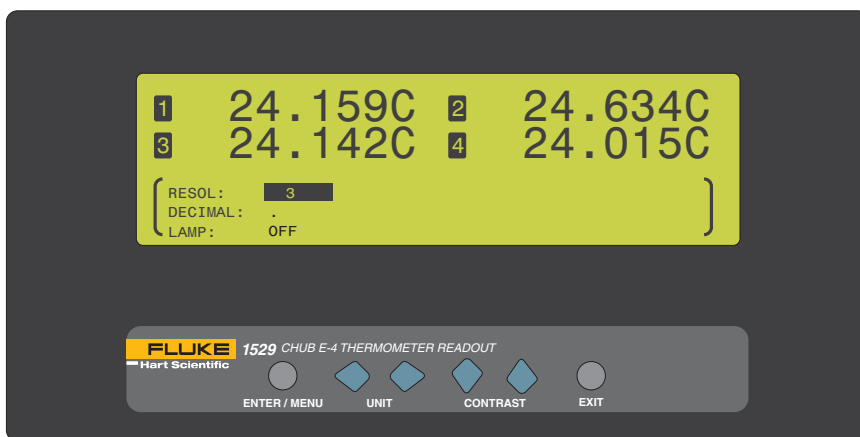 1 24.159C 2 24.634C
3 24.142C 4 24.015C
RESOL: 3
DECIMAL: .
LAMP: OFF
FLUKE 1529 CHUB E-4 THERMOMETER READOUT
Hart Scientific
ENTER / MENU UNIT CONTRAST EXIT